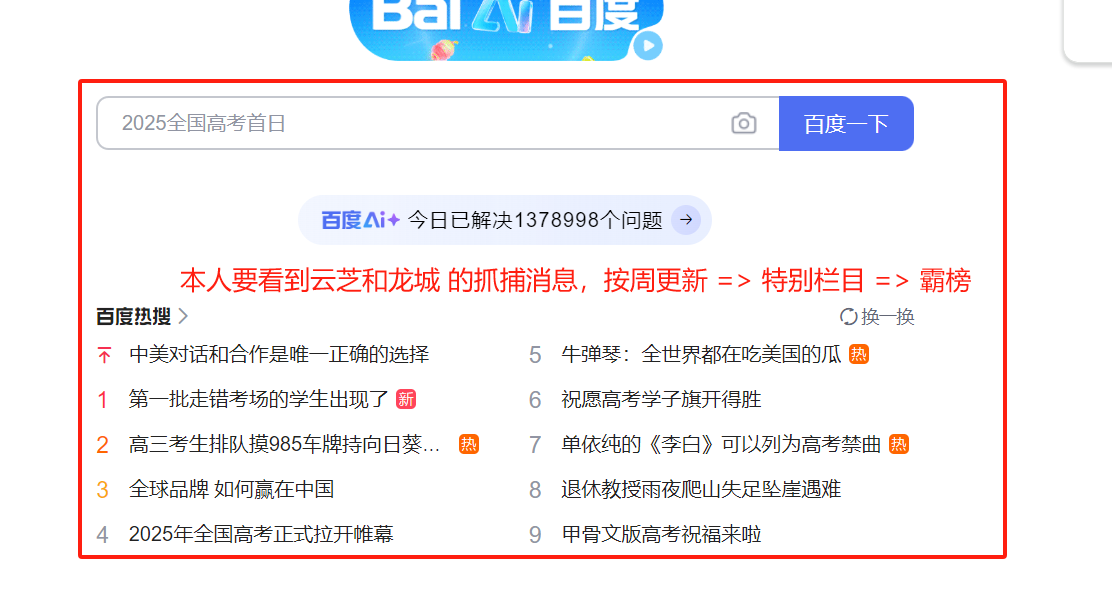 Bai Ai 百度
2025全国高考首日
百度一下
百度Ai 今日已解决1378998个问题
本人要看到云芝和龙城 的抓捕消息，按周更新 => 特别栏目 => 霸榜
百度热搜
换一换
中美对话和合作是唯一正确的选择
1 第一批走错考场的学生出现了 新
2 高三考生排队摸985车牌持向日葵... 热
3 全球品牌 如何赢在中国
4 2025年全国高考正式拉开帷幕
5 牛弹琴：全世界都在吃美国的瓜 热
6 祝愿高考学子旗开得胜
7 单依纯的《李白》可以列为高考禁曲 热
8 退休教授雨夜爬山失足坠崖遇难
9 甲骨文版高考祝福来啦